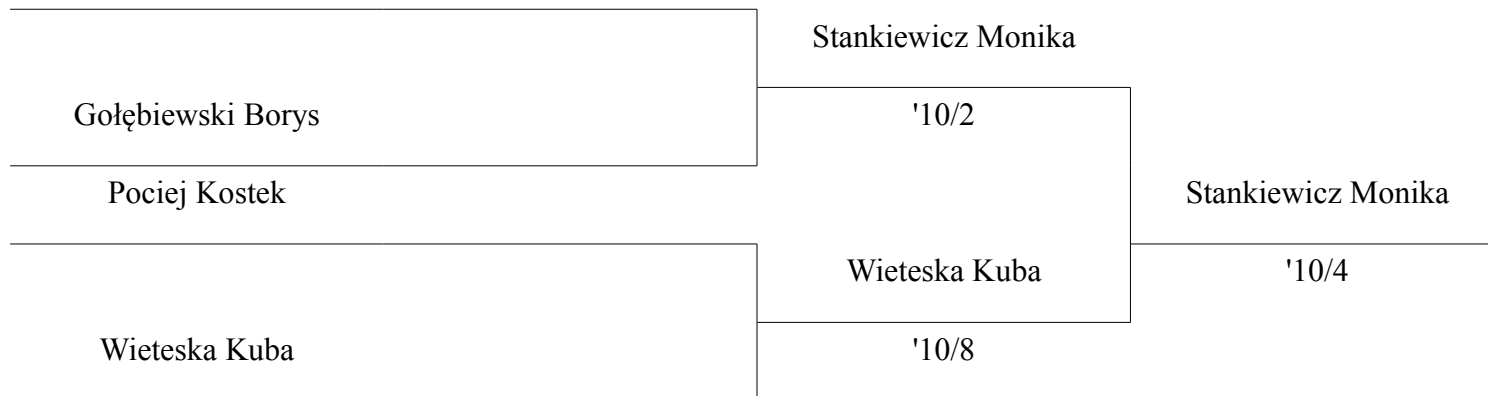 Stankiewicz Monika
Gołębiewski Borys
'10/2
Pociej Kostek
Stankiewicz Monika
Wieteska Kuba
'10/4
Wieteska Kuba
'10/8